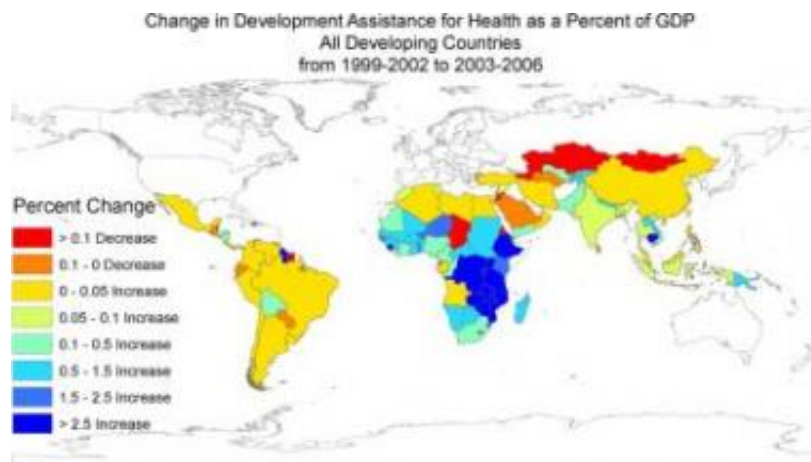 Change in Development Assistance for Health as a Percent of GDP
All Developing Countries
from 1999-2002 to 2003-2006
Percent Change
> 0.1 Decrease
0.1 - 0 Decrease
0 - 0.05 Increase
0.05 - 0.1 Increase
0.1 - 0.5 Increase
0.5 - 1.5 Increase
1.5 - 2.5 Increase
> 2.5 Increase